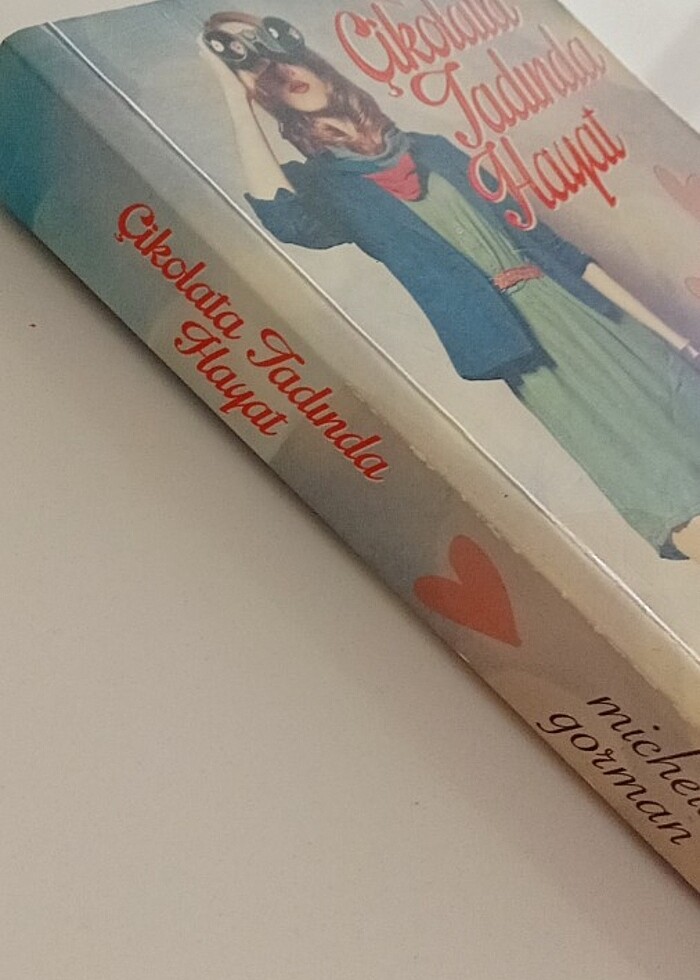 Çikolata
Tadında
Hayat
Çikolata Tadında
Hayat
gorman